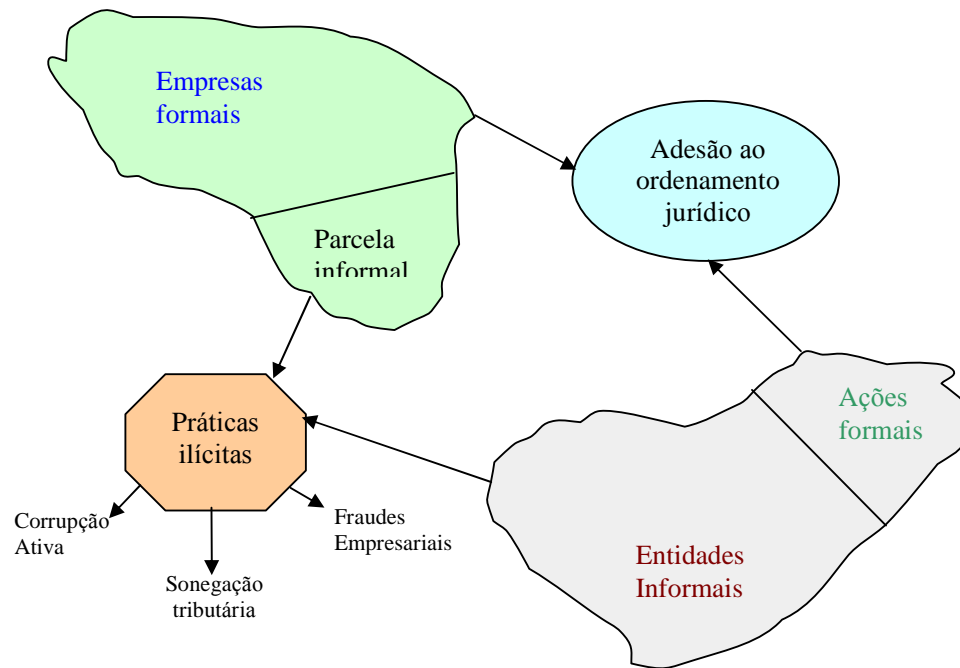 Empresas
formais
Adesão ao
ordenamento
jurídico
Parcela
informal
Práticas
ilícitas
Ações
formais
Corrupção
Ativa
Fraudes
Empresariais
Sonegação
tributária
Entidades
Informais